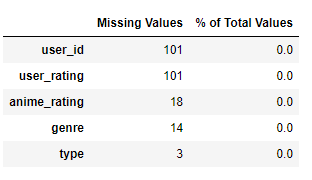 Missing Values % of Total Values
user_id 101 0.0
user_rating 101 0.0
anime_rating 18 0.0
genre 14 0.0
type 3 0.0